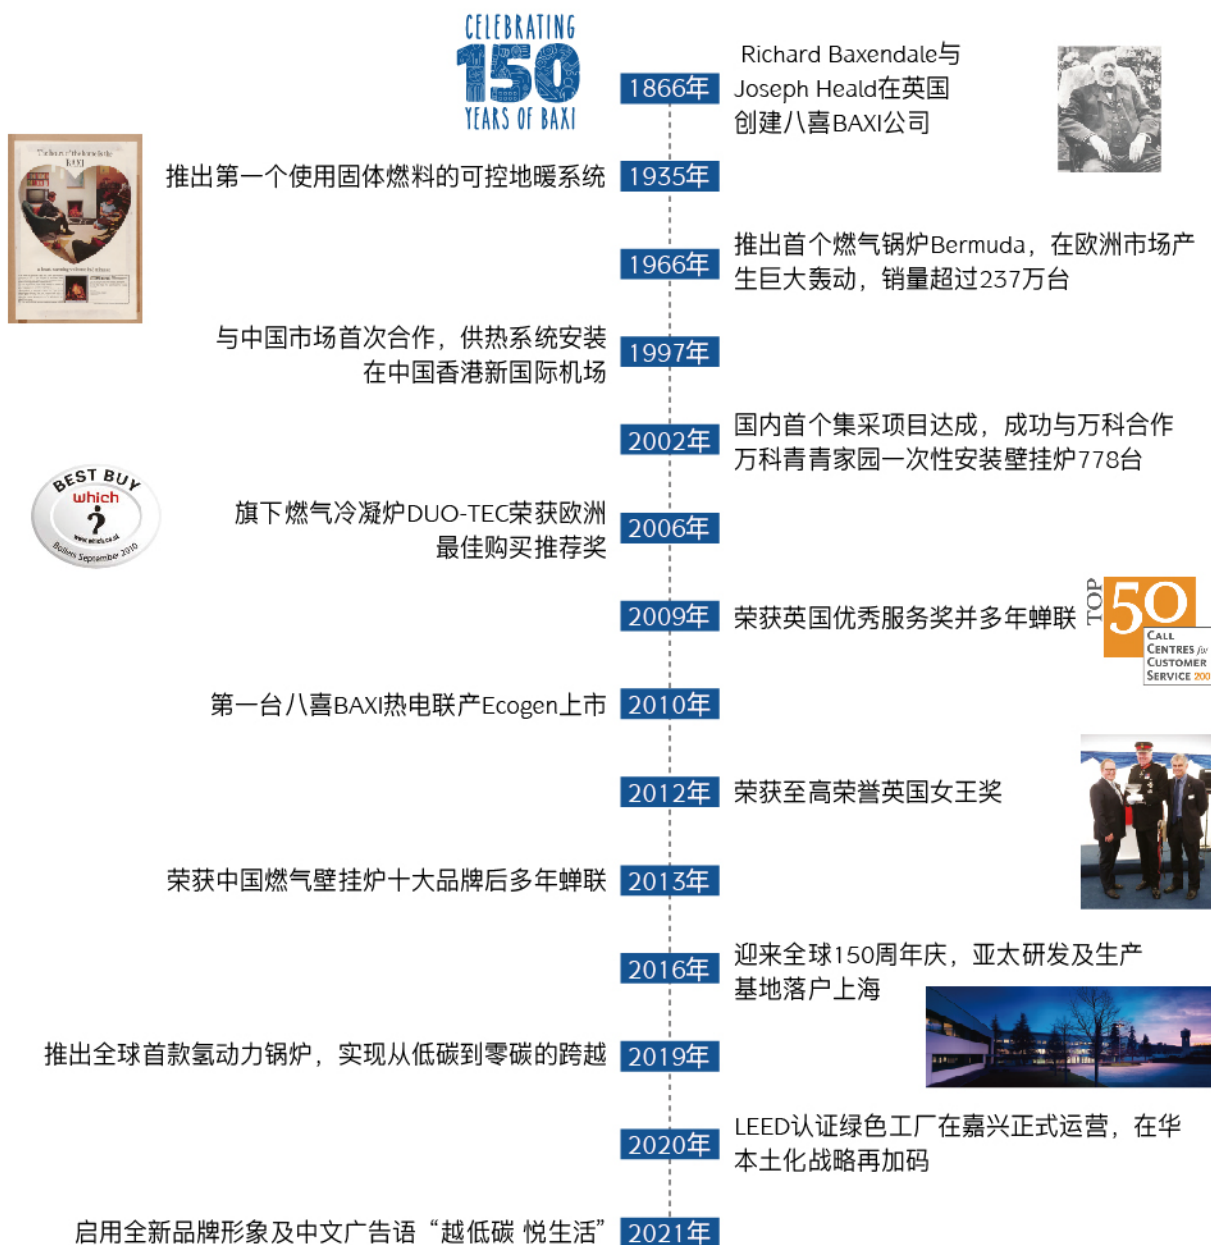 CELEBRATING
150
YEARS OF BAXI
1866年
Richard Baxendale与
Joseph Heald在英国
创建八喜BAXI公司
The heart of the home is the
BAXI
推出第一个使用固体燃料的可控地暖系统
1935年
1966年
推出首个燃气锅炉Bermuda，在欧洲市场产
生巨大轰动，销量超过237万台
与中国市场首次合作，供热系统安装
在中国香港新国际机场
1997年
2002年
国内首个集采项目达成，成功与万科合作
万科青青家园一次性安装壁挂炉778台
BEST BUY
which
?
www.which.co.uk
Boilers September 2010
旗下燃气冷凝炉DUO-TEC荣获欧洲
最佳购买推荐奖
2006年
2009年
荣获英国优秀服务奖并多年蝉联
TOP
50
CALL
CENTRES for
CUSTOMER
SERVICE 200
第一台八喜BAXI热电联产Ecogen上市
2010年
2012年
荣获至高荣誉英国女王奖
荣获中国燃气壁挂炉十大品牌后多年蝉联
2013年
2016年
迎来全球150周年庆，亚太研发及生产
基地落户上海
推出全球首款氢动力锅炉，实现从低碳到零碳的跨越
2019年
2020年
LEED认证绿色工厂在嘉兴正式运营，在华
本土化战略再加码
启用全新品牌形象及中文广告语“越低碳 悦生活”
2021年